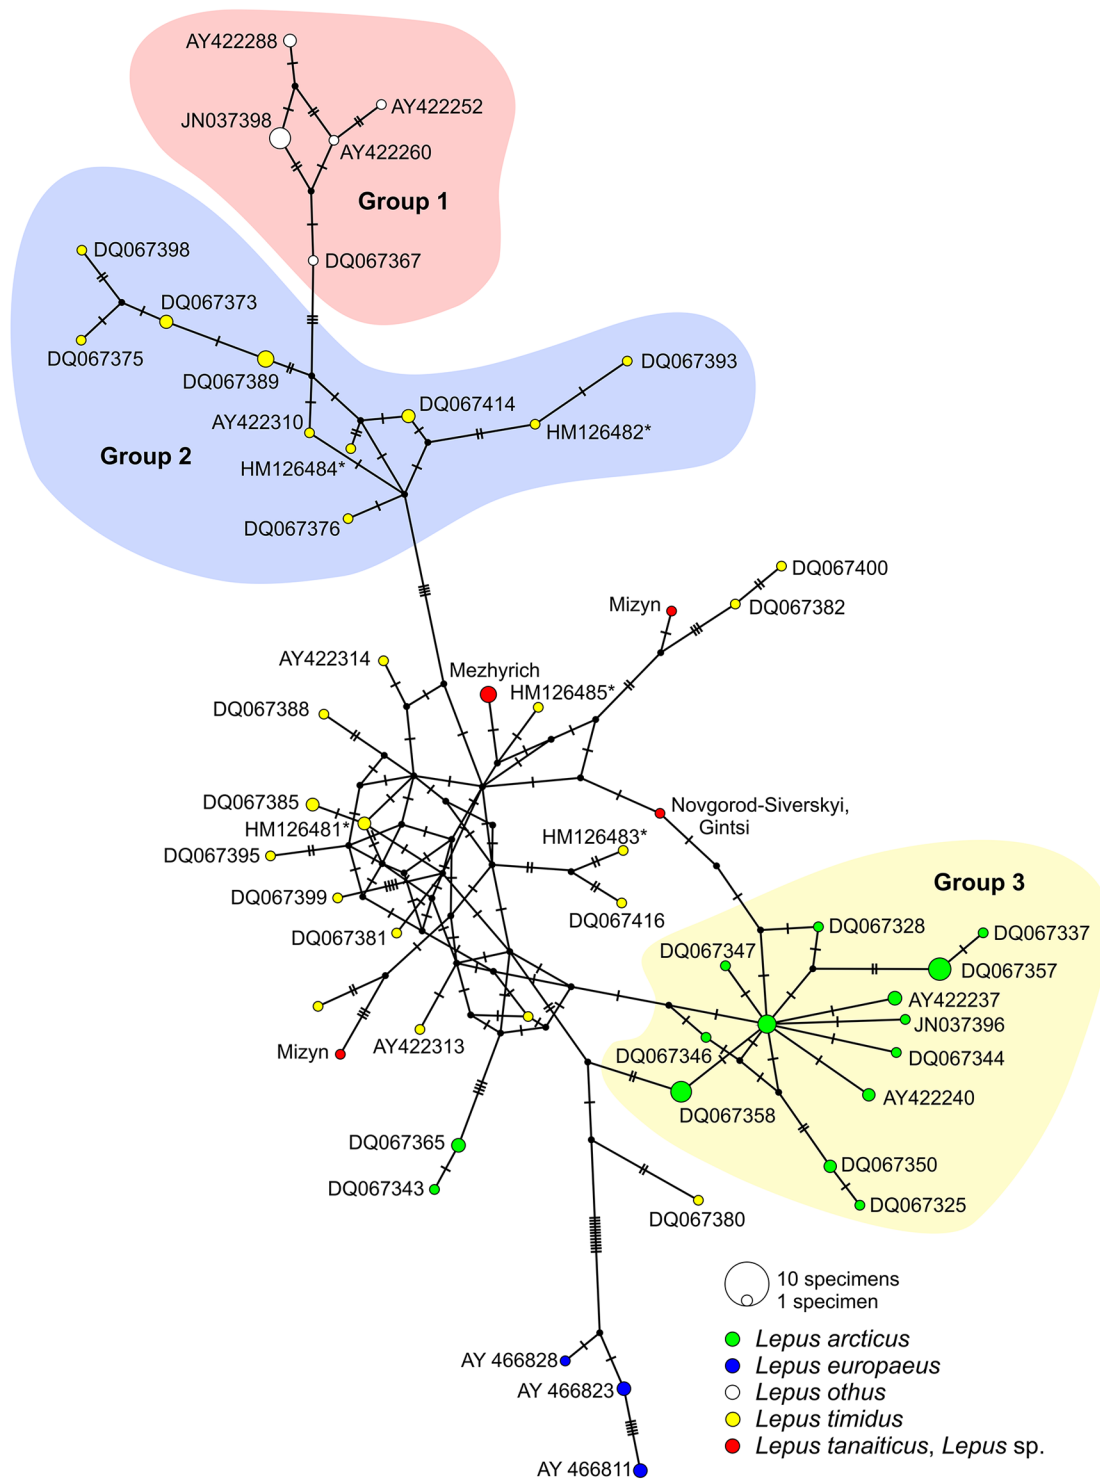 AY422288
JN037398
AY422252
AY422260
Group 1
DQ067367
DQ067398
DQ067373
DQ067375
DQ067389
DQ067393
DQ067414
AY422310
HM126482*
Group 2
HM126484*
DQ067376
DQ067400
Mizyn
DQ067382
AY422314
Mezhyrich
HM126485*
DQ067388
DQ067385
Novgorod-Siverskyi,
Gintsi
HM126481*
HM126483*
DQ067395
DQ067399
DQ067416
DQ067381
Group 3
DQ067328
DQ067337
DQ067347
DQ067357
AY422237
JN037396
Mizyn
AY422313
DQ067346
DQ067344
DQ067358
AY422240
DQ067365
DQ067350
DQ067343
DQ067325
DQ067380
10 specimens
1 specimen
Lepus arcticus
AY 466828
Lepus europaeus
AY 466823
Lepus othus
Lepus timidus
Lepus tanaiticus, Lepus sp.
AY 466811